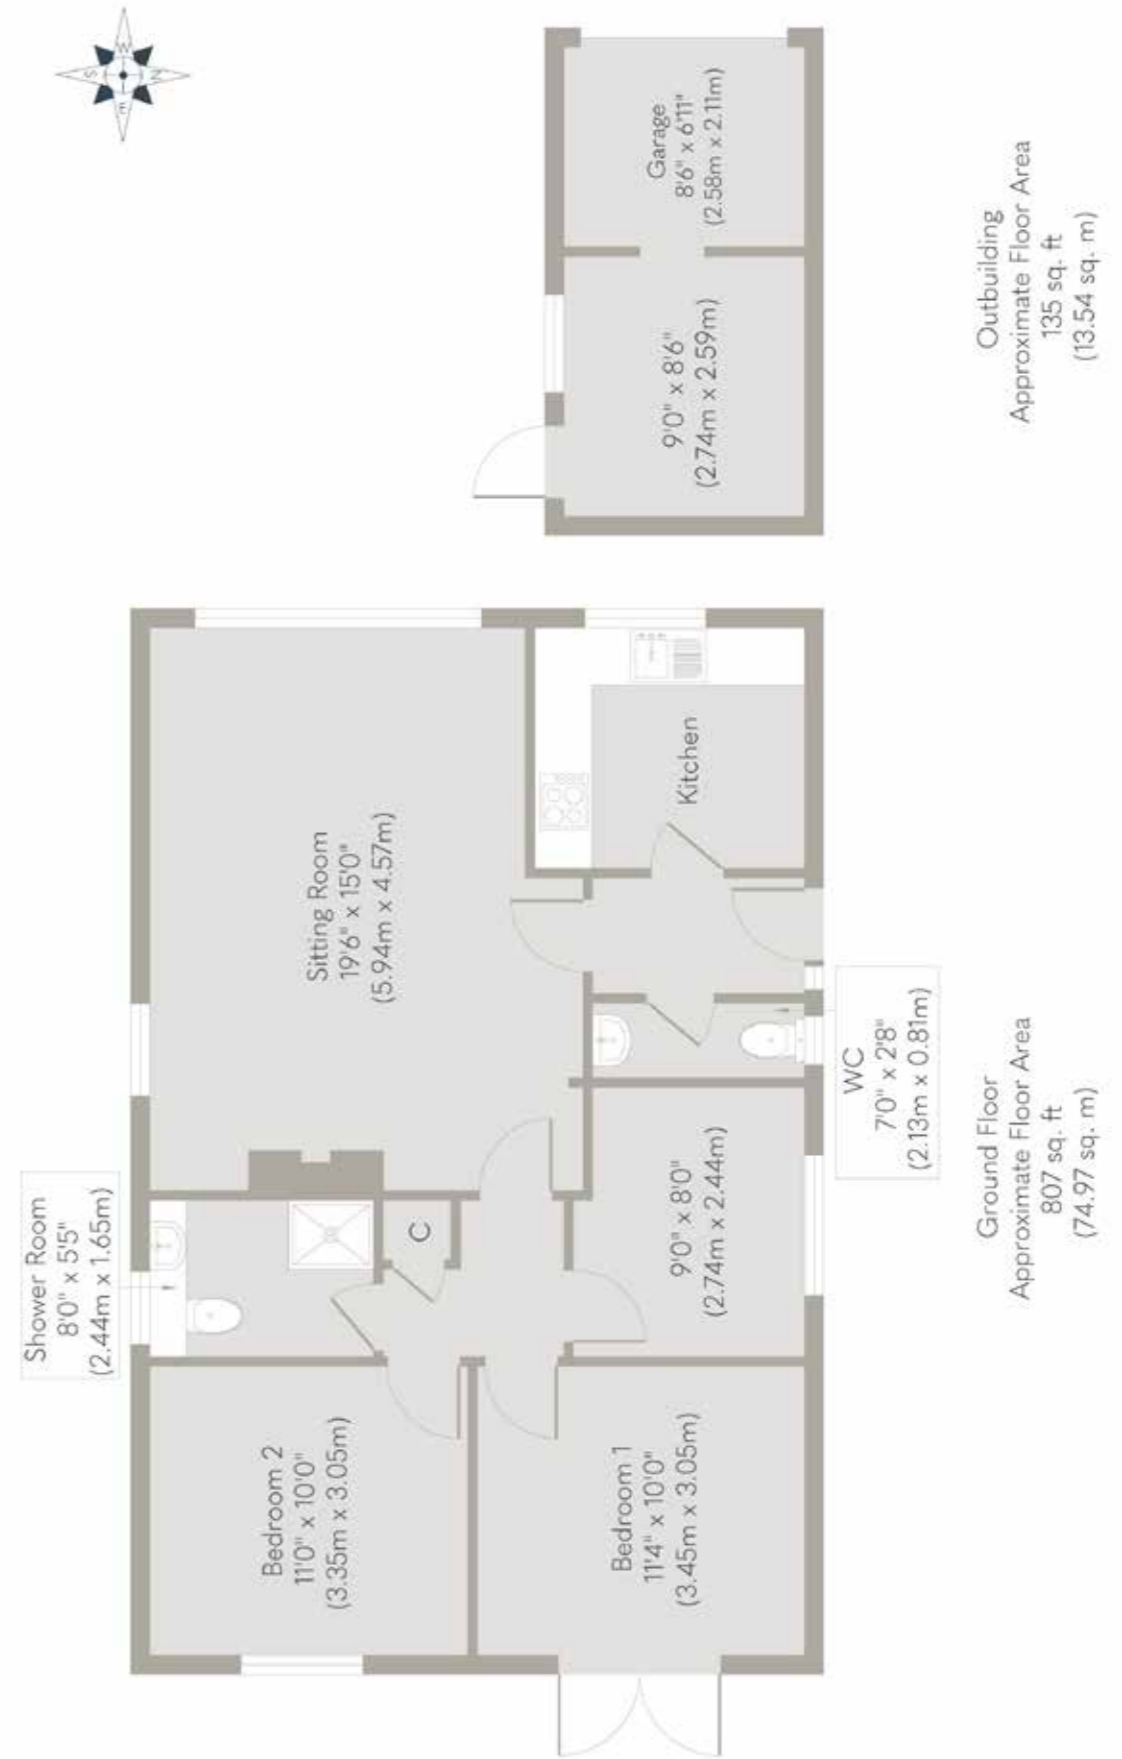 Shower Room
8'0" x 5'5"
(2.44m x 1.65m)
Bedroom 2
11'0" x 10'0"
(3.35m x 3.05m)
Sitting Room
19'6" x 15'0"
(5.94m x 4.57m)
C
Bedroom 1
11'4" x 10'0"
(3.45m x 3.05m)
9'0" x 8'0"
(2.74m x 2.44m)
Kitchen
WC
7'0" x 2'8"
(2.13m x 0.81m)
Ground Floor
Approximate Floor Area
807 sq. ft
(74.97 sq. m)
9'0" x 8'6"
(2.74m x 2.59m)
Garage
8'6" x 6'11"
(2.58m x 2.11m)
Outbuilding
Approximate Floor Area
135 sq. ft
(13.54 sq. m)
N
E
S
W